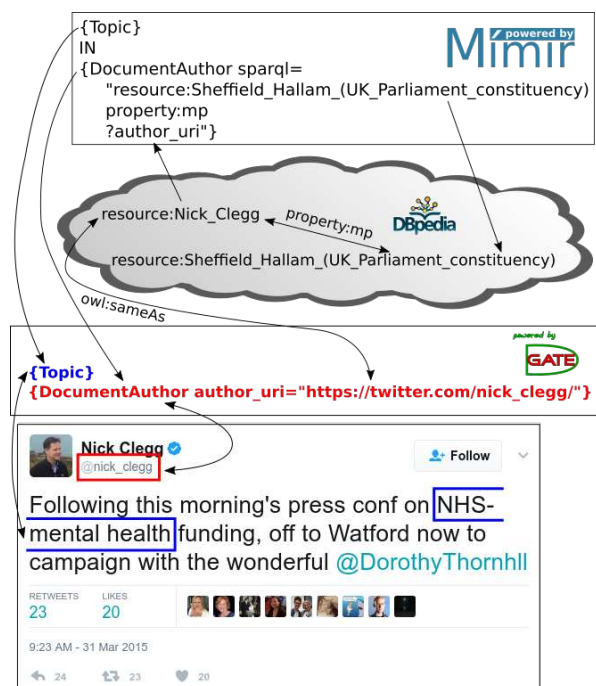 {Topic}
IN
{DocumentAuthor sparql=
"resource:Sheffield_Hallam_(UK_Parliament_constituency)
property:mp
?author_uri"}
powered by
Mímir
resource:Nick_Clegg
property:mp
DBpedia
resource:Sheffield_Hallam_(UK_Parliament_constituency)
owl:sameAs
powered by
GATE
{Topic}
{DocumentAuthor author_uri="https://twitter.com/nick_clegg/"}
Nick Clegg
@nick_clegg
Follow
Following this morning's press conf on NHS-
mental health funding, off to Watford now to
campaign with the wonderful @DorothyThornhll
RETWEETS LIKES
23 20
9:23 AM - 31 Mar 2015
24 23 20